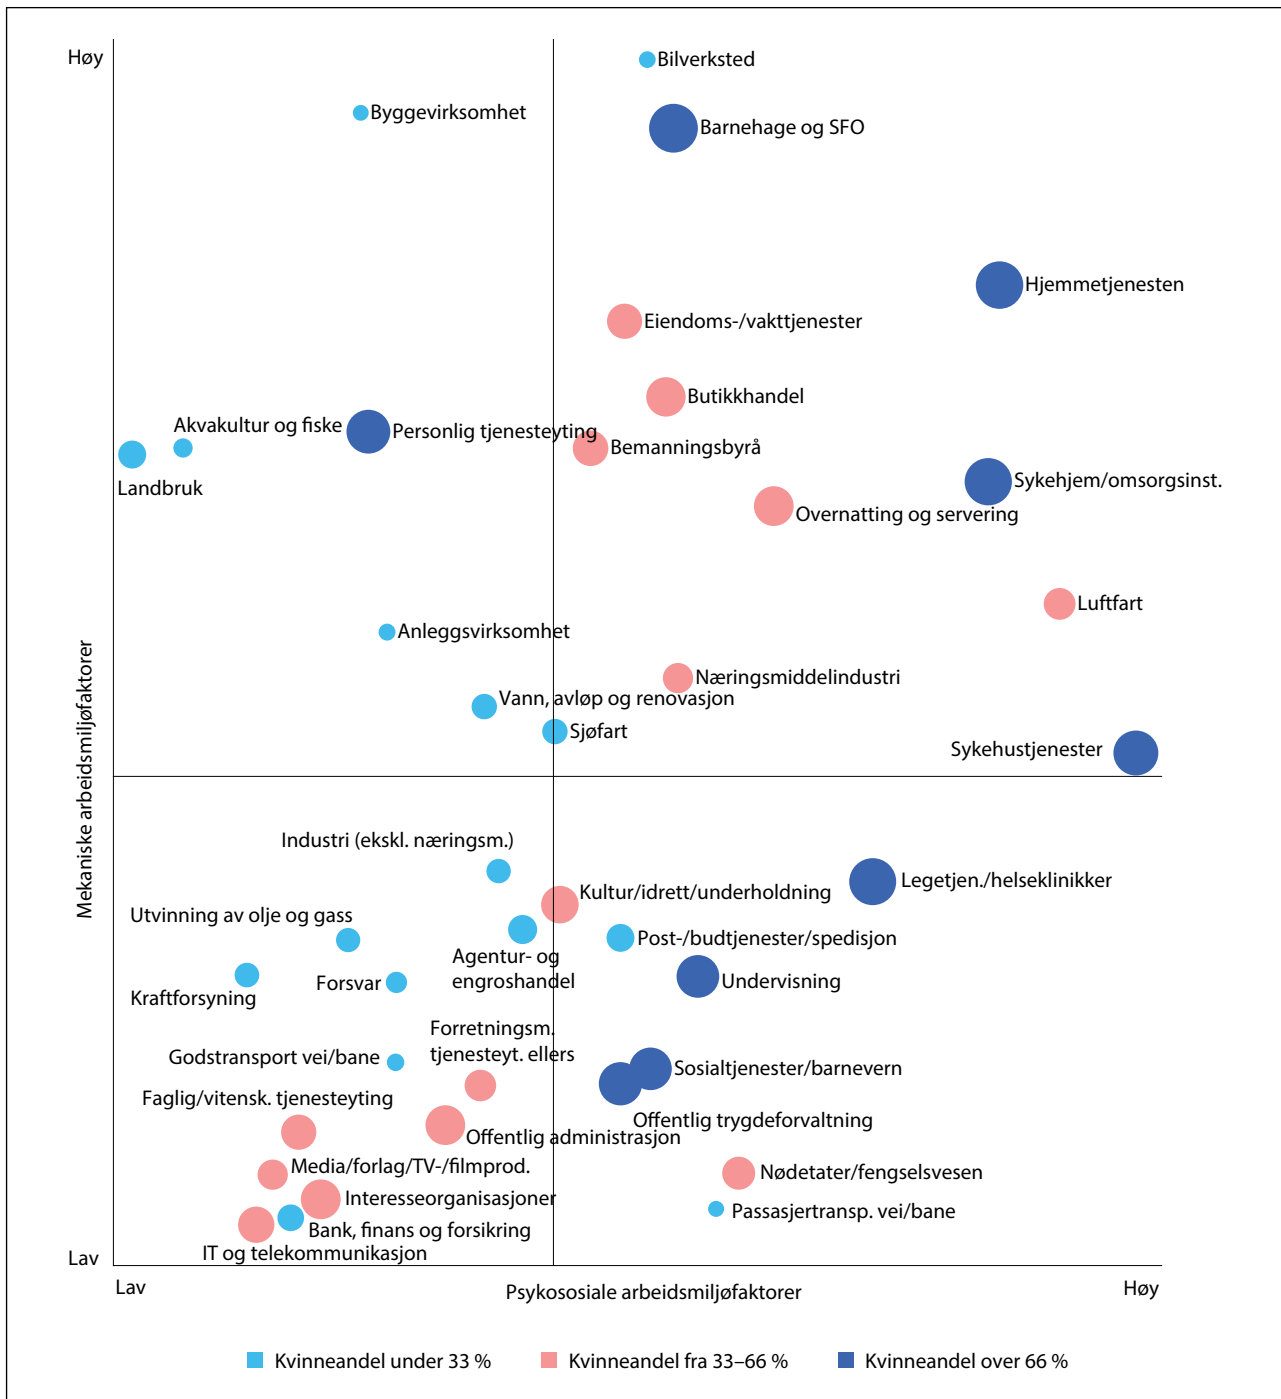 Høy
Bilverksted
Byggevirksomhet
Barnehage og SFO
Hjemmetjenesten
Eiendoms-/vakttjenester
Butikkhandel
Akvakultur og fiske
Personlig tjenesteyting
Bemanningsbyrå
Landbruk
Sykehjem/omsorgsinst.
Overnatting og servering
Luftfart
Anleggsvirksomhet
Næringsmiddelindustri
Vann, avløp og renovasjon
Sjøfart
Sykehustjenester
Mekaniske arbeidsmiljøfaktorer
Industri (ekskl. næringsm.)
Legetjen./helseklinikker
Kultur/idrett/underholdning
Utvinning av olje og gass
Post-/budtjenester/spedisjon
Agentur- og
engroshandel
Forsvar
Undervisning
Kraftforsyning
Forretningsm.
tjenesteyt. ellers
Godstransport vei/bane
Sosialtjenester/barnevern
Faglig/vitensk. tjenesteyting
Offentlig trygdeforvaltning
Offentlig administrasjon
Media/forlag/TV-/filmprod.
Nødetater/fengselsvesen
Interesseorganisasjoner
Passasjertransp. vei/bane
Bank, finans og forsikring
IT og telekommunikasjon
Lav
Lav
Psykososiale arbeidsmiljøfaktorer
Høy
Kvinneandel under 33 %
Kvinneandel fra 33–66 %
Kvinneandel over 66 %